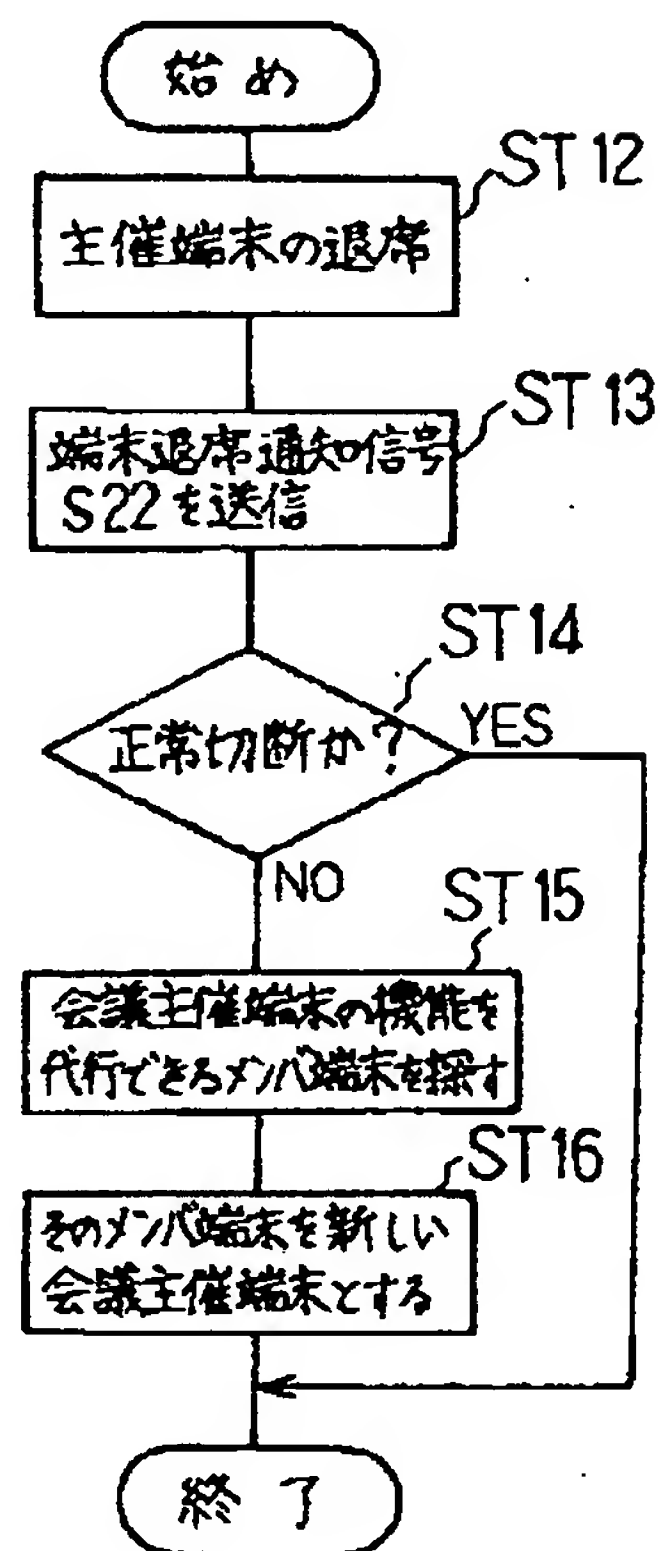 始め
ST12
主催端末の退席
ST13
端末退席通知信号
S22を送信
ST14
正常切断か?
YES
NO
ST15
会議主催端末の機能を
代行できるメンバ端末を探す
ST16
そのメンバ端末を新しい
会議主催端末とする
終了